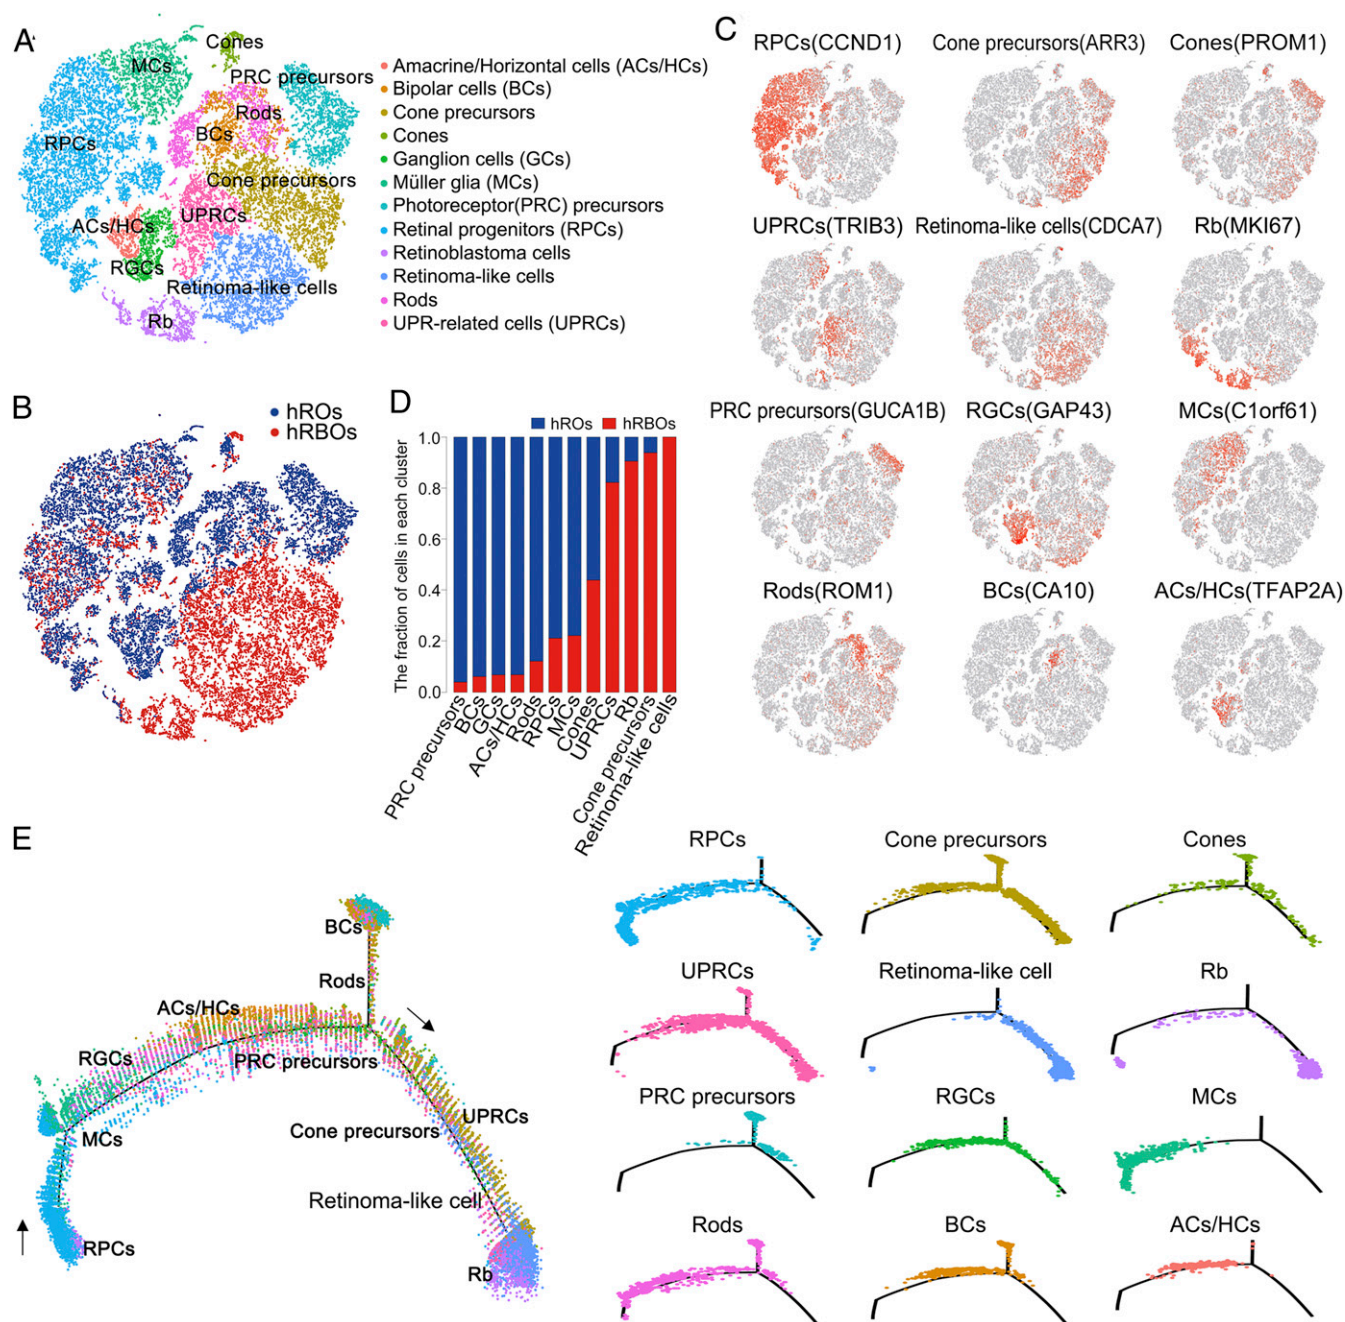 A
Cones
MCs
PRC precursors
Rods
BCs
RPCs
Cone precursors
UPRCs
ACs/HCs
RGCs
Retinoma-like cells
Rb
Amacrine/Horizontal cells (ACs/HCs)
Bipolar cells (BCs)
Cone precursors
Cones
Ganglion cells (GCs)
Müller glia (MCs)
Photoreceptor(PRC) precursors
Retinal progenitors (RPCs)
Retinoblastoma cells
Retinoma-like cells
Rods
UPR-related cells (UPRCs)
B
hROs
hRBOs
C
RPCs(CCND1)
Cone precursors(ARR3)
Cones(PROM1)
UPRCs(TRIB3)
Retinoma-like cells(CDCA7)
Rb(MKI67)
PRC precursors(GUCA1B)
RGCs(GAP43)
MCs(C1orf61)
Rods(ROM1)
BCs(CA10)
ACs/HCs(TFAP2A)
D
hROs
hRBOs
The fraction of cells in each cluster
1.0
0.8
0.6
0.4
0.2
0.0
PRC precursors
BCs
GCs
ACs/HCs
Rods
RPCs
MCs
Cones
UPRCs
Rb
Cone precursors
Retinoma-like cells
E
BCs
Rods
ACs/HCs
RGCs
PRC precursors
MCs
Cone precursors
UPRCs
Retinoma-like cell
RPCs
Rb
RPCs
Cone precursors
Cones
UPRCs
Retinoma-like cell
Rb
PRC precursors
RGCs
MCs
Rods
BCs
ACs/HCs